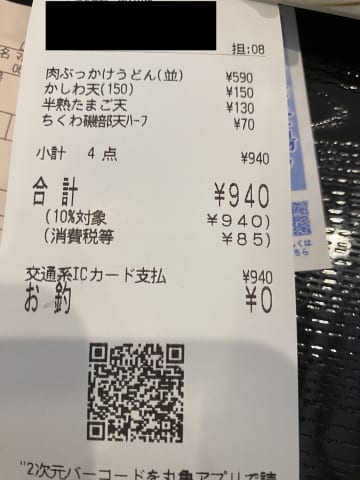 担:08
肉ぶっかけうどん(並) ¥590
かしわ天(150) ¥150
半熟たまご天 ¥130
ちくわ磯部天ハーフ ¥70
小計 4点 ¥940
合計 ¥940
(10%対象 ¥940)
(消費税等 ¥85)
交通系ICカード支払 ¥940
お釣 ¥0
"2次元バーコードを丸亀アプリで読